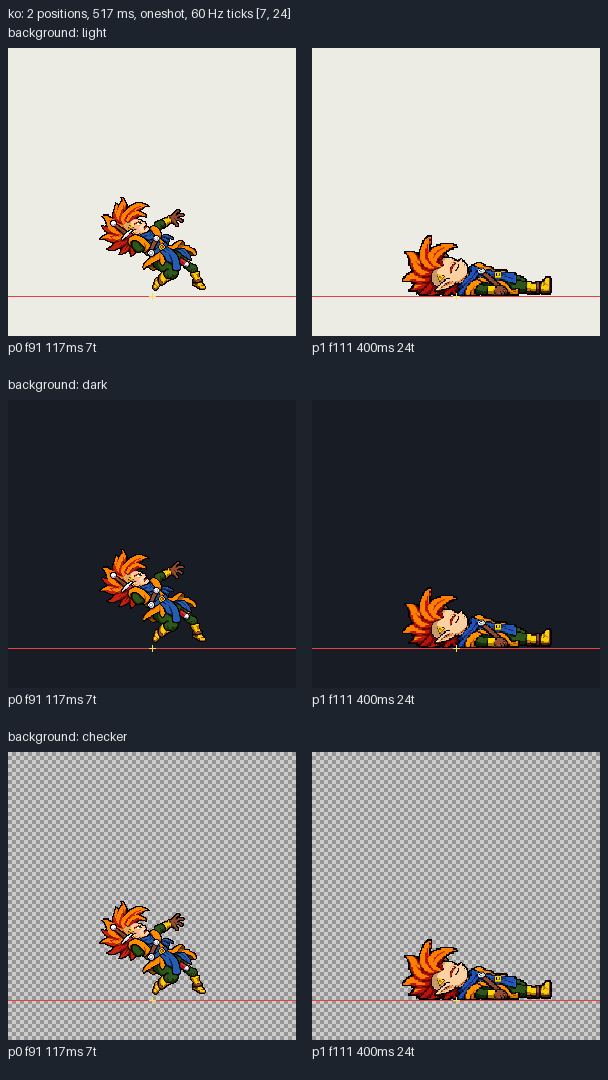 ko: 2 positions, 517 ms, oneshot, 60 Hz ticks [7, 24]
background: light
p0 f91 117ms 7t
p1 f111 400ms 24t
background: dark
p0 f91 117ms 7t
p1 f111 400ms 24t
background: checker
p0 f91 117ms 7t
p1 f111 400ms 24t